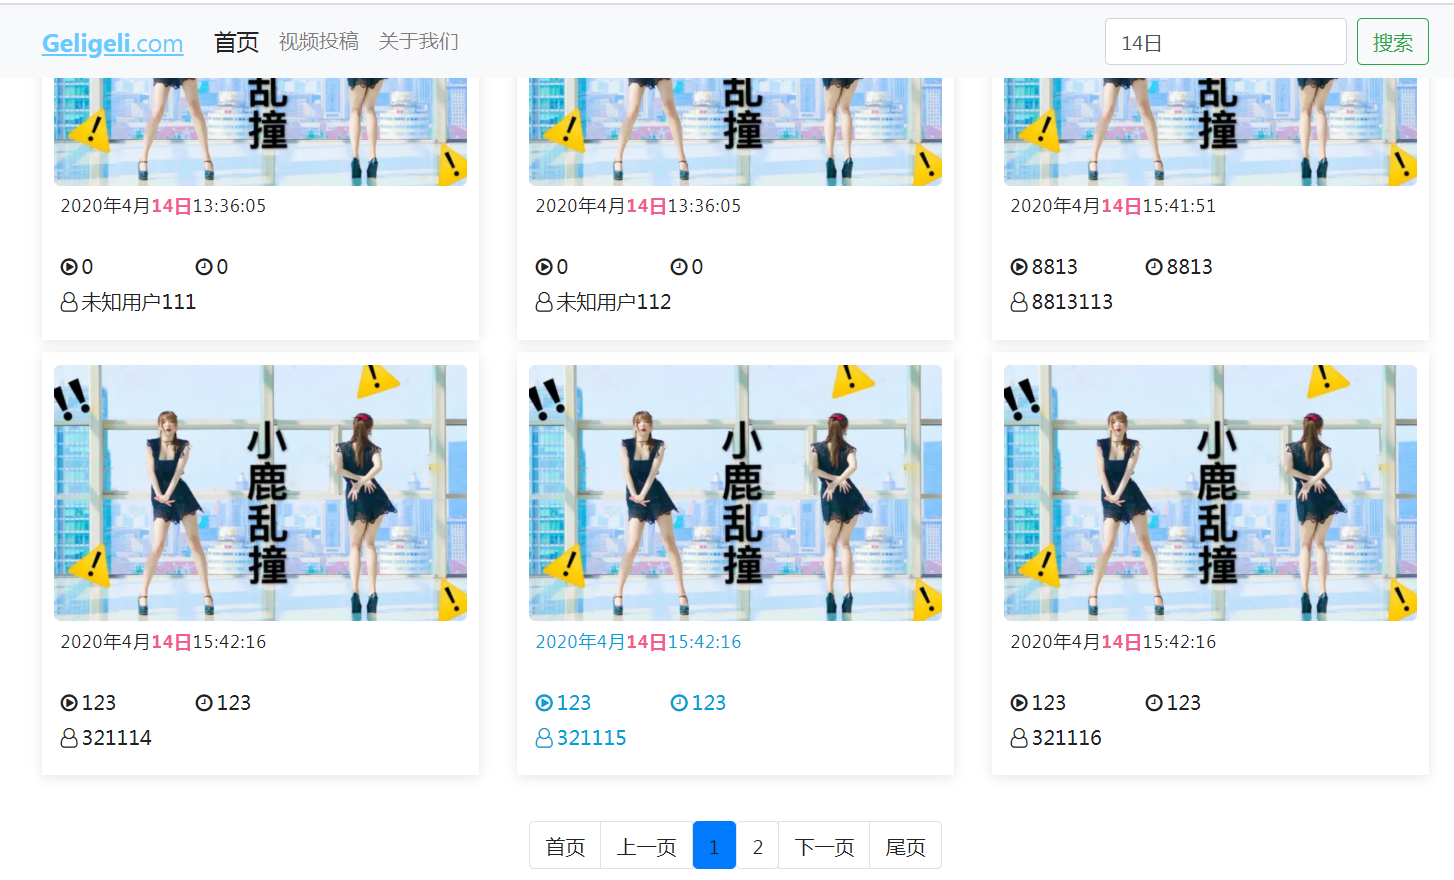 Geligeli.com 首页 视频投稿 关于我们 14日 搜索
乱撞 乱撞 乱撞
2020年4月14日13:36:05 2020年4月14日13:36:05 2020年4月14日15:41:51
0 0 0 0 8813 8813
未知用户111 未知用户112 8813113
小鹿乱撞 小鹿乱撞 小鹿乱撞
2020年4月14日15:42:16 2020年4月14日15:42:16 2020年4月14日15:42:16
123 123 123 123 123 123
321114 321115 321116
首页 上一页 1 2 下一页 尾页